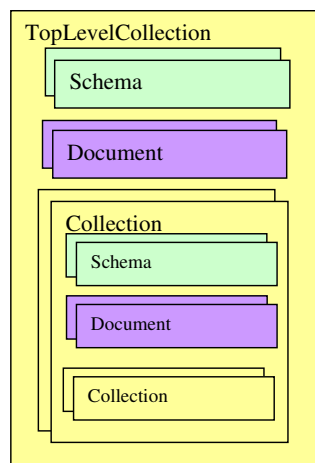 TopLevelCollection
Schema
Document
Collection
Schema
Document
Collection